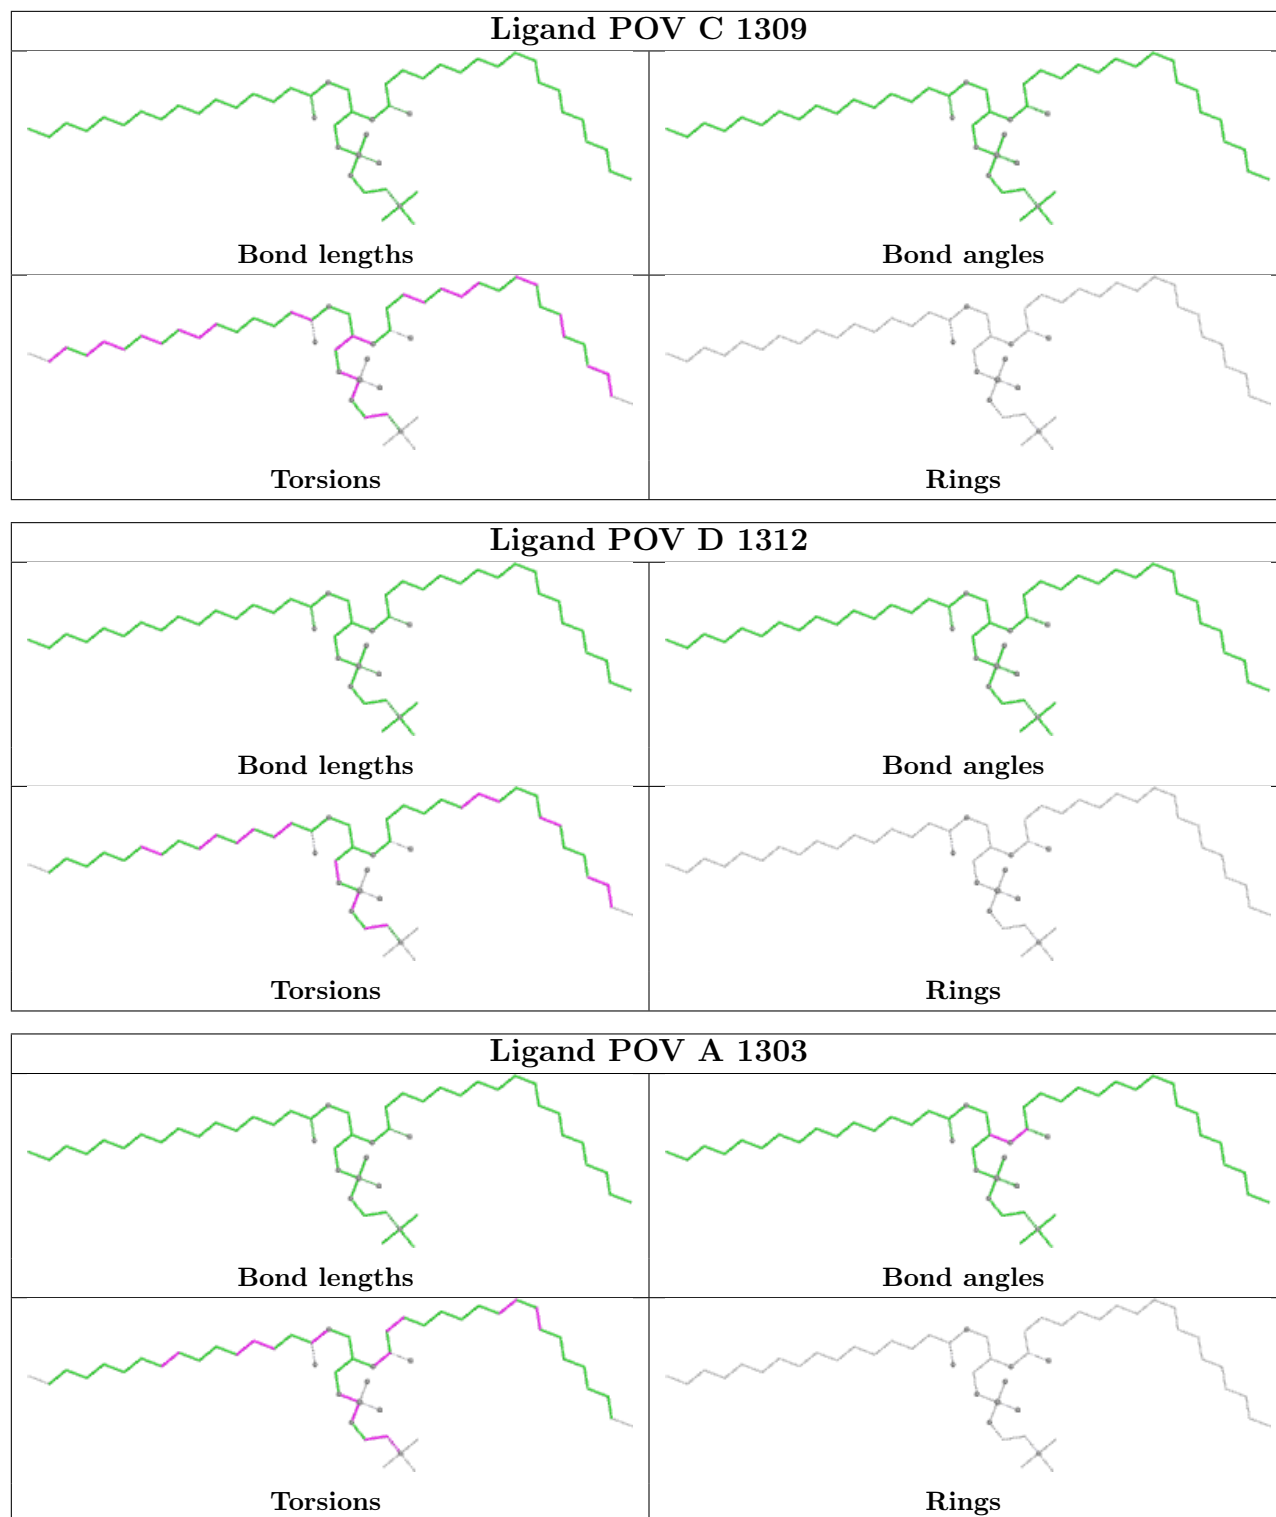 Ligand POV C 1309
Bond lengths
Bond angles
Torsions
Rings
Ligand POV D 1312
Bond lengths
Bond angles
Torsions
Rings
Ligand POV A 1303
Bond lengths
Bond angles
Torsions
Rings